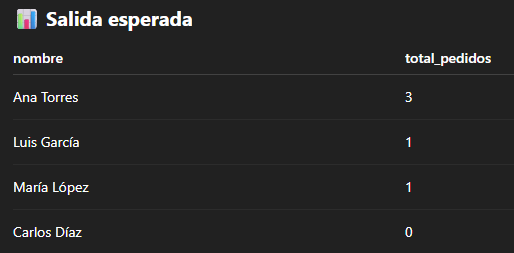 📊 Salida esperada
nombre total_pedidos
Ana Torres 3
Luis García 1
María López 1
Carlos Díaz 0